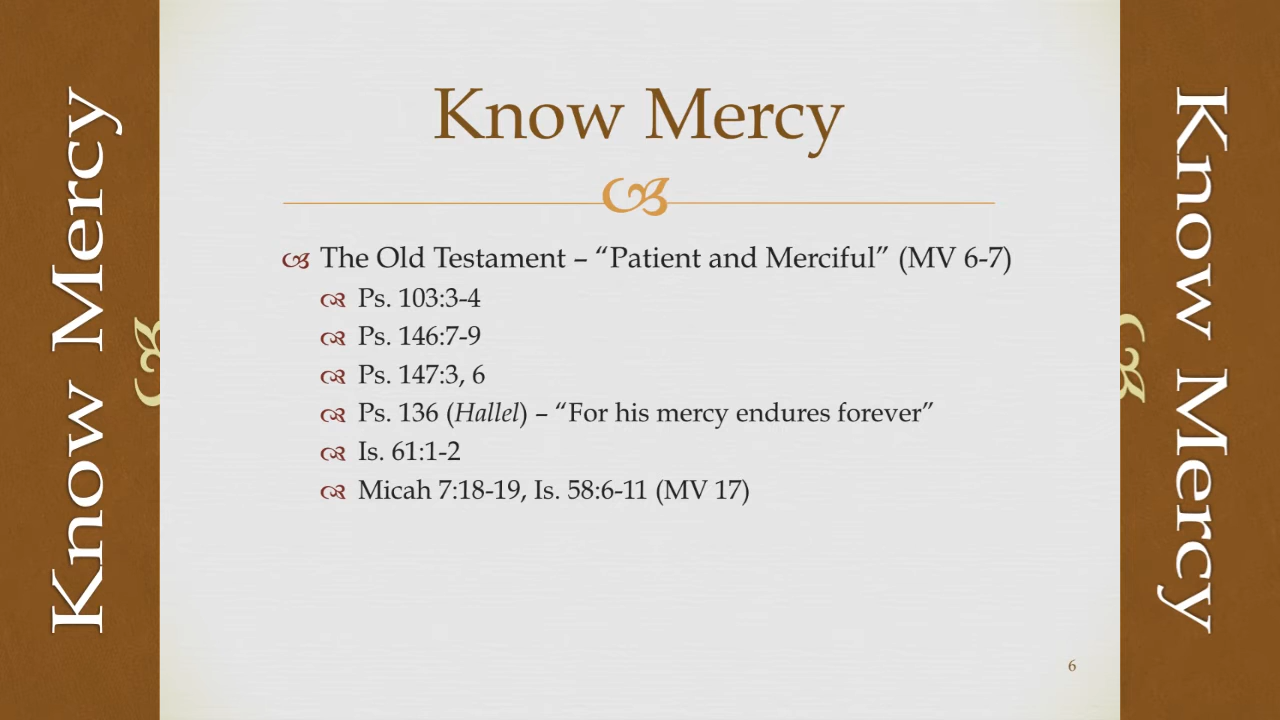 Know Mercy
Know Mercy
The Old Testament – “Patient and Merciful” (MV 6-7)
Ps. 103:3-4
Ps. 146:7-9
Ps. 147:3, 6
Ps. 136 (Hallel) – “For his mercy endures forever”
Is. 61:1-2
Micah 7:18-19, Is. 58:6-11 (MV 17)
6
Know Mercy